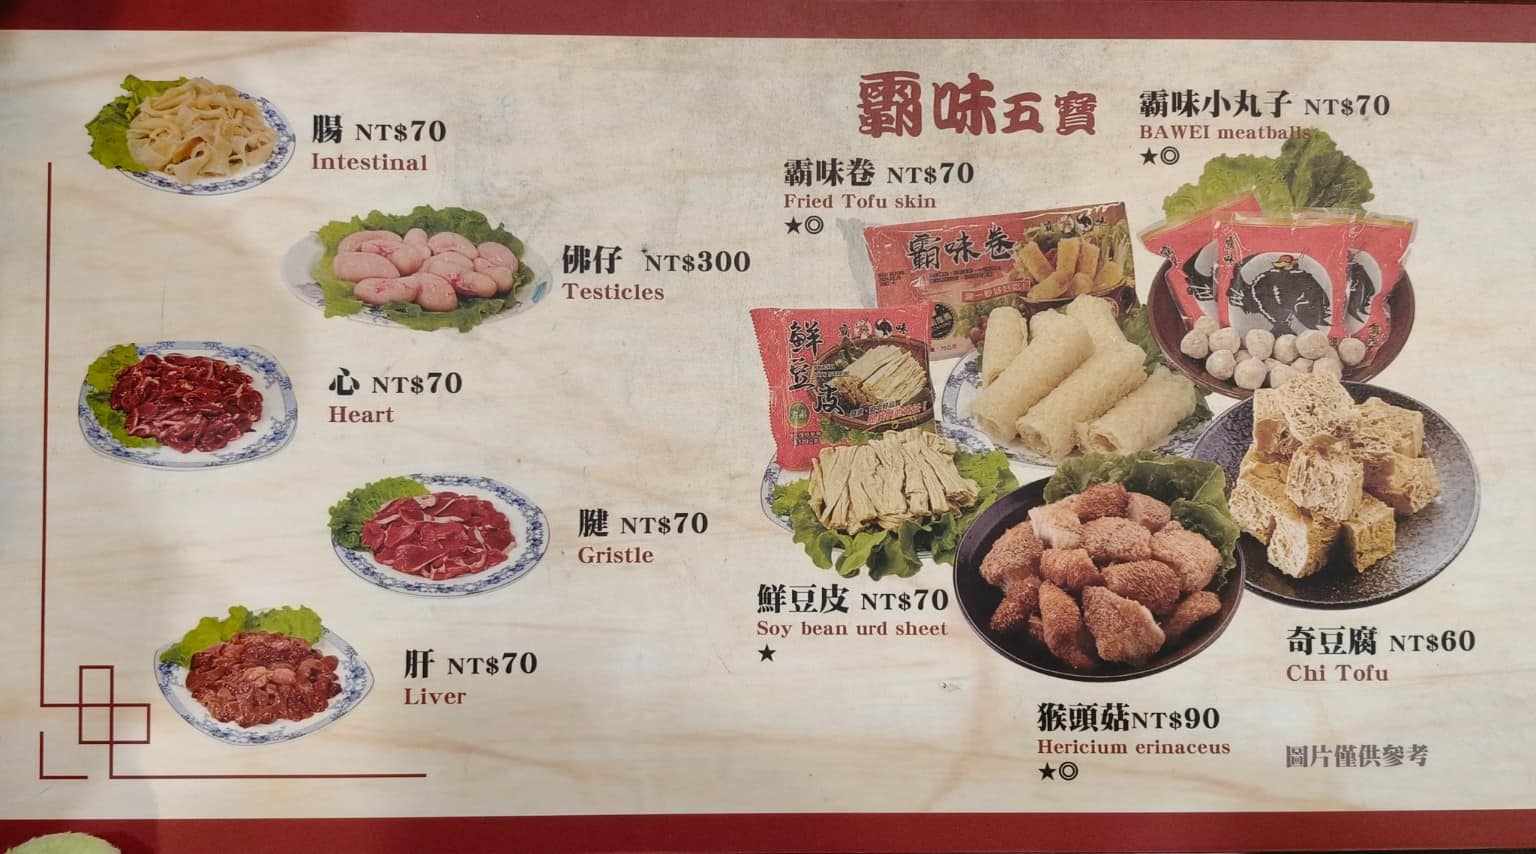 腸 NT$70
Intestinal
佛仔 NT$300
Testicles
心 NT$70
Heart
腱 NT$70
Gristle
肝 NT$70
Liver
霸味五寶
霸味小丸子 NT$70
BAWEI meatballs
★◎
霸味卷 NT$70
Fried Tofu skin
★◎
霸味卷
鮮豆皮
霸 味
鮮豆皮 NT$70
Soy bean urd sheet
★
奇豆腐 NT$60
Chi Tofu
猴頭菇NT$90
Hericium erinaceus
★◎
圖片僅供參考